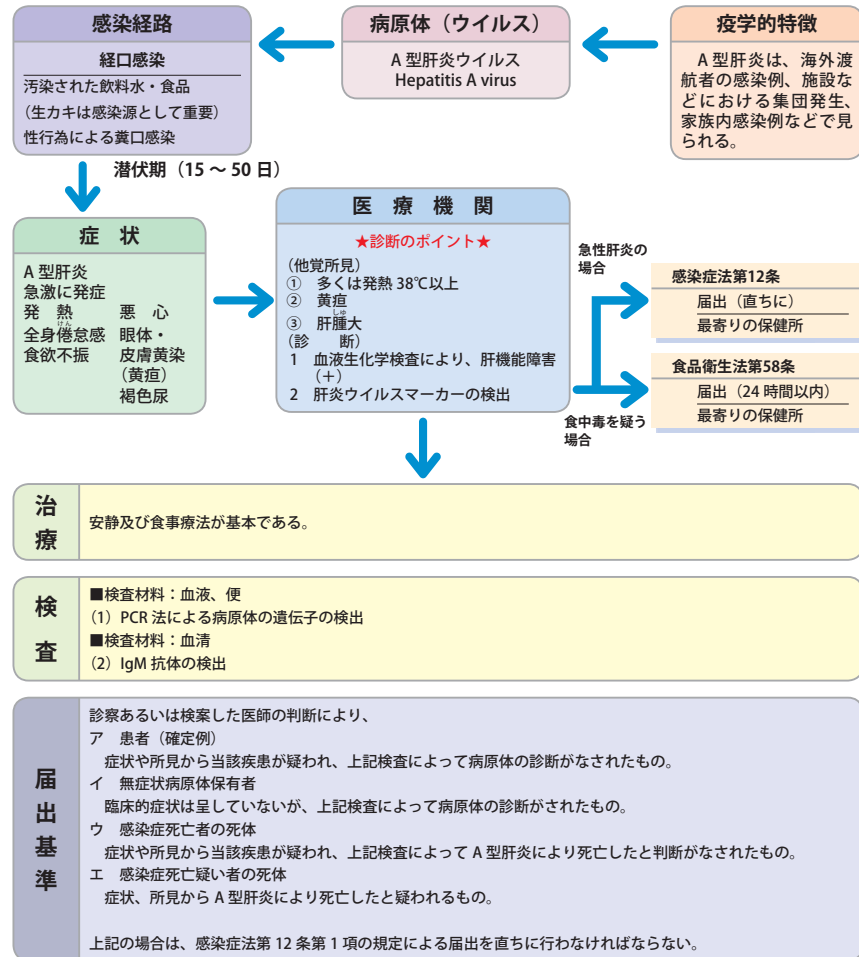 感染経路
経口感染
汚染された飲料水・食品
(生カキは感染源として重要)
性行為による糞口感染
病原体（ウイルス）
A 型肝炎ウイルス
Hepatitis A virus
疫学的特徴
A 型肝炎は、海外渡
航者の感染例、施設な
どにおける集団発生、
家族内感染例などで見
られる。
潜伏期（15 〜 50 日）
症 状
A 型肝炎
急激に発症
発 熱 悪 心
全身倦怠感 眼体・
けん
食欲不振 皮膚黄染
(黄疸)
褐色尿
医 療 機 関
★診断のポイント★
(他覚所見)
① 多くは発熱 38℃以上
② 黄疸
③ 肝腫大
しゅ
(診 断)
1 血液生化学検査により、肝機能障害
(＋)
2 肝炎ウイルスマーカーの検出
急性肝炎の
場合
感染症法第12条
届出（直ちに）
最寄りの保健所
食品衛生法第58条
届出（24 時間以内）
最寄りの保健所
食中毒を疑う
場合
治
療
安静及び食事療法が基本である。
検
査
■検査材料：血液、便
(1) PCR 法による病原体の遺伝子の検出
■検査材料：血清
(2) IgM 抗体の検出
届
出
基
準
診察あるいは検案した医師の判断により、
ア 患者（確定例）
症状や所見から当該疾患が疑われ、上記検査によって病原体の診断がなされたもの。
イ 無症状病原体保有者
臨床的症状は呈していないが、上記検査によって病原体の診断がされたもの。
ウ 感染症死亡者の死体
症状や所見から当該疾患が疑われ、上記検査によって A 型肝炎により死亡したと判断がなされたもの。
エ 感染症死亡疑い者の死体
症状、所見から A 型肝炎により死亡したと疑われるもの。
上記の場合は、感染症法第 12 条第 1 項の規定による届出を直ちに行わなければならない。